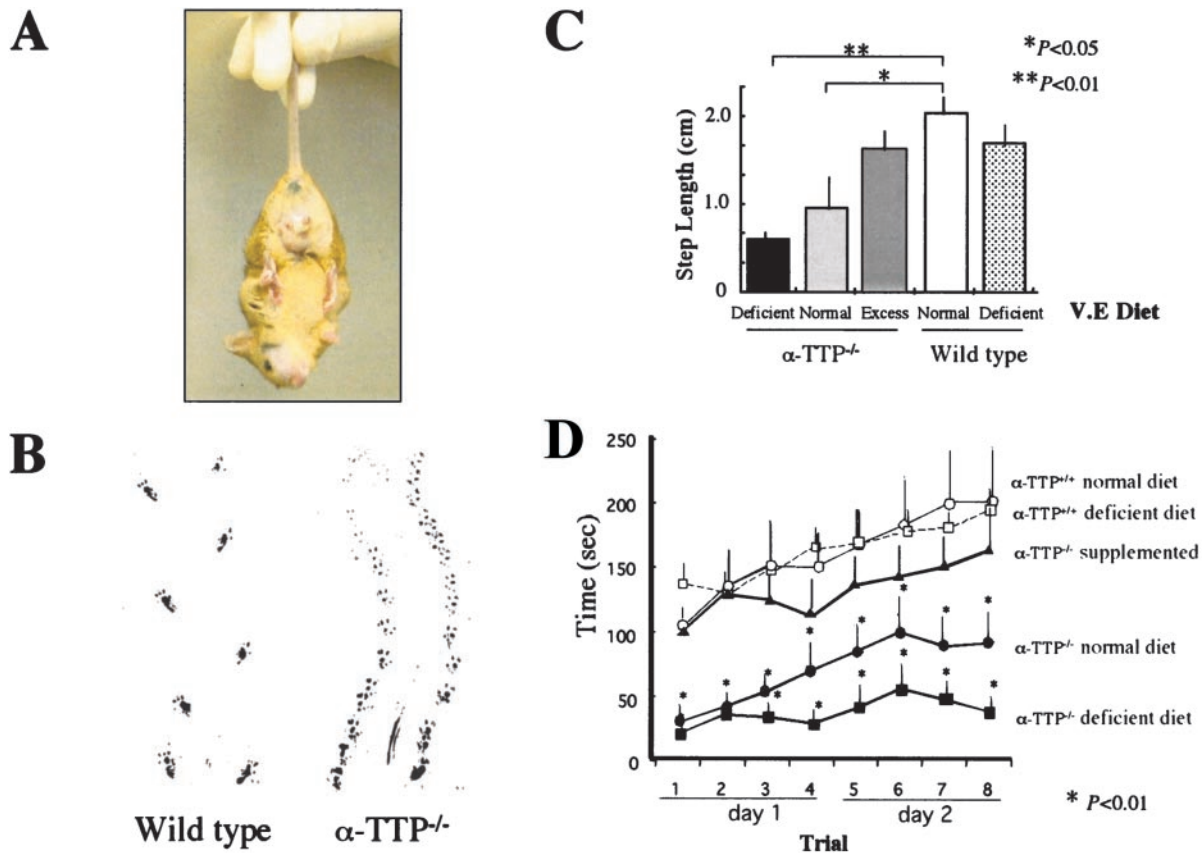 A
B
Wild type
α-TTP-/-
C
**
*
*P<0.05
**P<0.01
Step Length (cm)
2.0
1.0
0
Deficient Normal Excess Normal Deficient
V.E Diet
α-TTP-/-
Wild type
D
Time (sec)
250
200
150
100
50
0
α-TTP+/+ normal diet
α-TTP+/+ deficient diet
α-TTP-/- supplemented
α-TTP-/- normal diet
α-TTP-/- deficient diet
* * * * * * * *
* * * * * *
1 2 3 4 5 6 7 8
day 1 day 2
Trial
* P<0.01